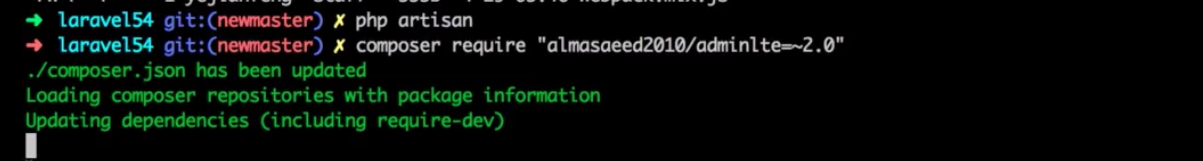 ➜ laravel54 git:(newmaster) ✗ php artisan
➜ laravel54 git:(newmaster) ✗ composer require "almasaeed2010/adminlte=~2.0"
./composer.json has been updated
Loading composer repositories with package information
Updating dependencies (including require-dev)